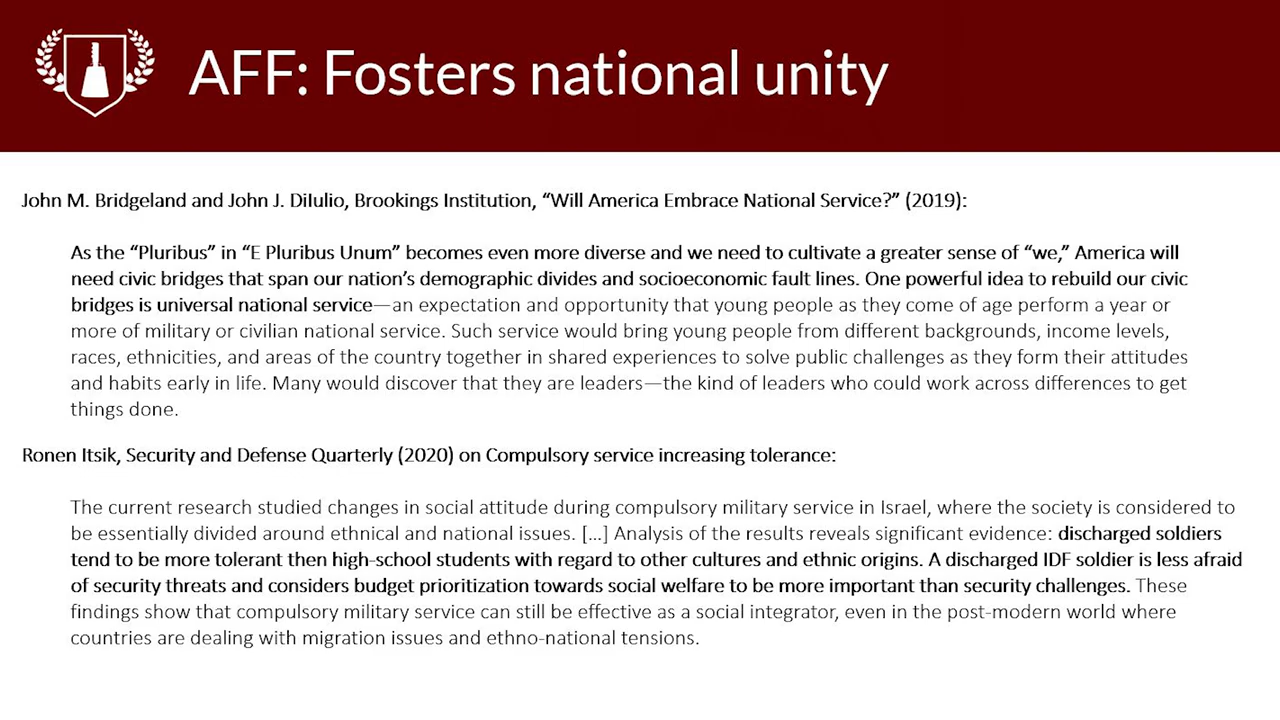 AFF: Fosters national unity
John M. Bridgeland and John J. DiIulio, Brookings Institution, “Will America Embrace National Service?” (2019):
As the “Pluribus” in “E Pluribus Unum” becomes even more diverse and we need to cultivate a greater sense of “we,” America will
need civic bridges that span our nation’s demographic divides and socioeconomic fault lines. One powerful idea to rebuild our civic
bridges is universal national service—an expectation and opportunity that young people as they come of age perform a year or
more of military or civilian national service. Such service would bring young people from different backgrounds, income levels,
races, ethnicities, and areas of the country together in shared experiences to solve public challenges as they form their attitudes
and habits early in life. Many would discover that they are leaders—the kind of leaders who could work across differences to get
things done.
Ronen Itsik, Security and Defense Quarterly (2020) on Compulsory service increasing tolerance:
The current research studied changes in social attitude during compulsory military service in Israel, where the society is considered to
be essentially divided around ethnical and national issues. […] Analysis of the results reveals significant evidence: discharged soldiers
tend to be more tolerant then high-school students with regard to other cultures and ethnic origins. A discharged IDF soldier is less afraid
of security threats and considers budget prioritization towards social welfare to be more important than security challenges. These
findings show that compulsory military service can still be effective as a social integrator, even in the post-modern world where
countries are dealing with migration issues and ethno-national tensions.